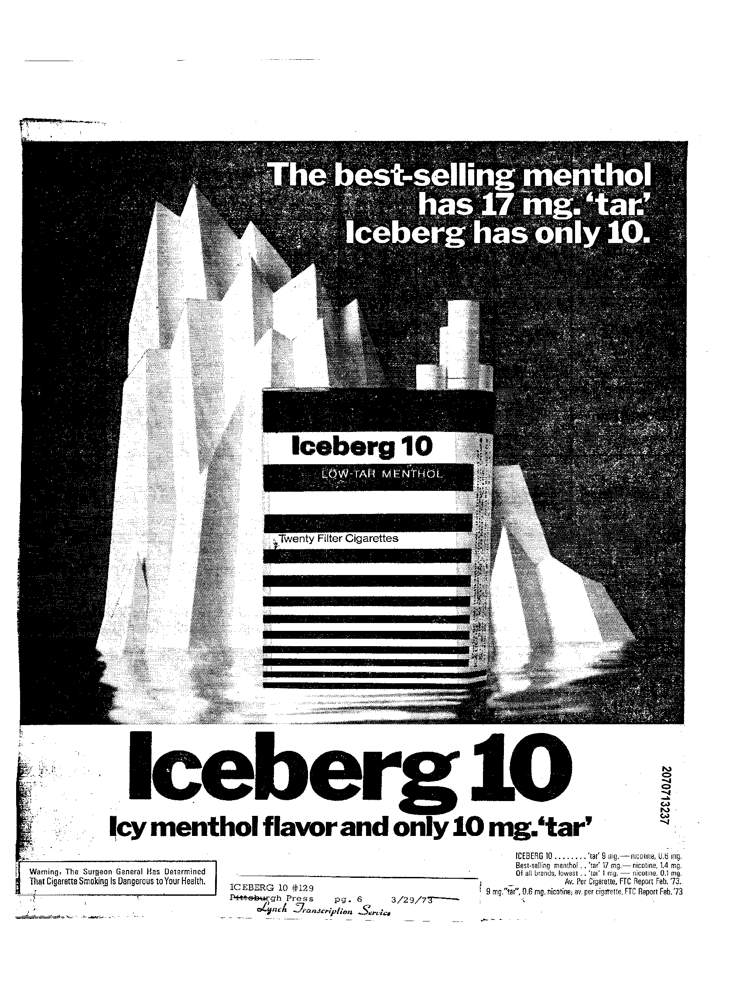 The best-selling menthol
has 17 mg. 'tar.'
Iceberg has only 10.
Iceberg 10
LOW-TAR MENTHOL
Twenty Filter Cigarettes
Iceberg 10
Icy menthol flavor and only 10 mg. 'tar'
2070713237
ICEBERG 10 ........ 'tar' 9 mg.—nicotine, 0.6 mg.
Best-selling menthol .. 'tar' 17 mg.—nicotine, 1.4 mg.
Of all brands, lowest .. 'tar' 1 mg. — nicotine, 0.1 mg.
Av. Per Cigarette, FTC Report Feb. '73.
Warning: The Surgeon General Has Determined
That Cigarette Smoking Is Dangerous to Your Health.
9 mg. "tar", 0.6 mg. nicotine; av. per cigarette, FTC Report Feb. '73
ICEBERG 10 #129
Pittsburgh Press pg. 6 3/29/73
Lynch Transcription Service